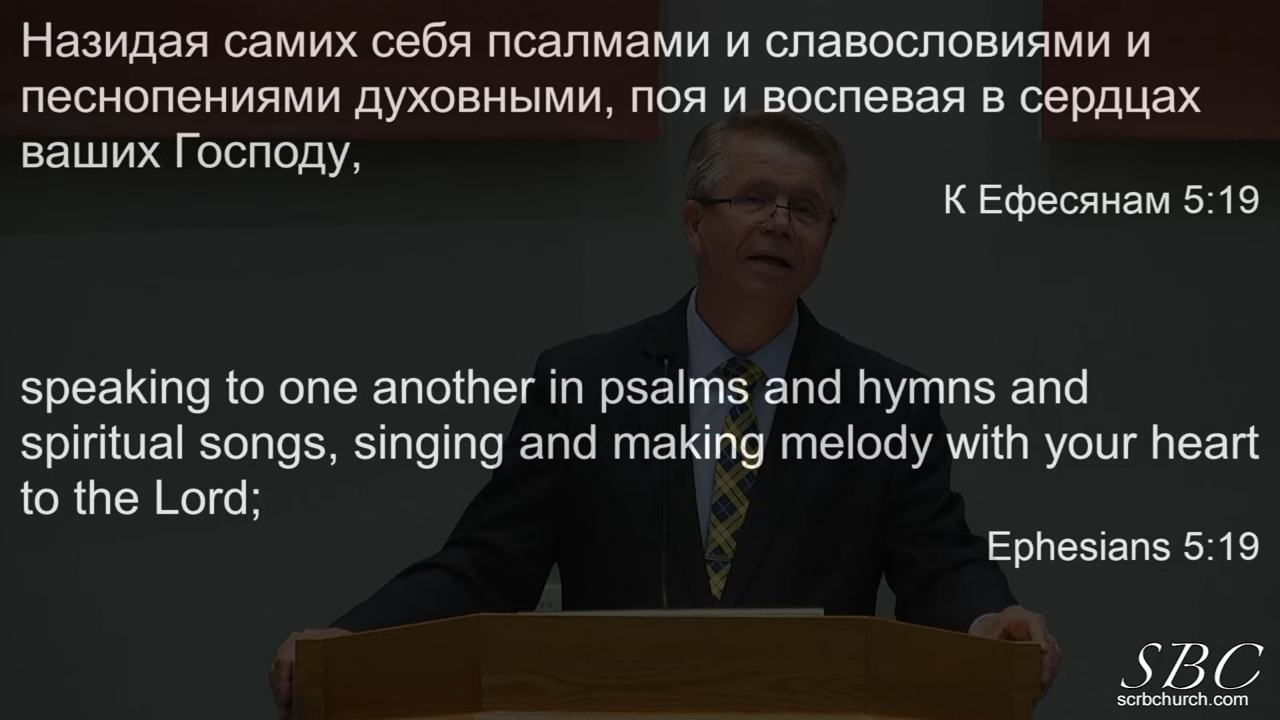 Назидая самих себя псалмами и славословиями и
песнопениями духовными, поя и воспевая в сердцах
ваших Господу,
К Ефесянам 5:19
speaking to one another in psalms and hymns and
spiritual songs, singing and making melody with your heart
to the Lord;
Ephesians 5:19
SBC
scrbchurch.com